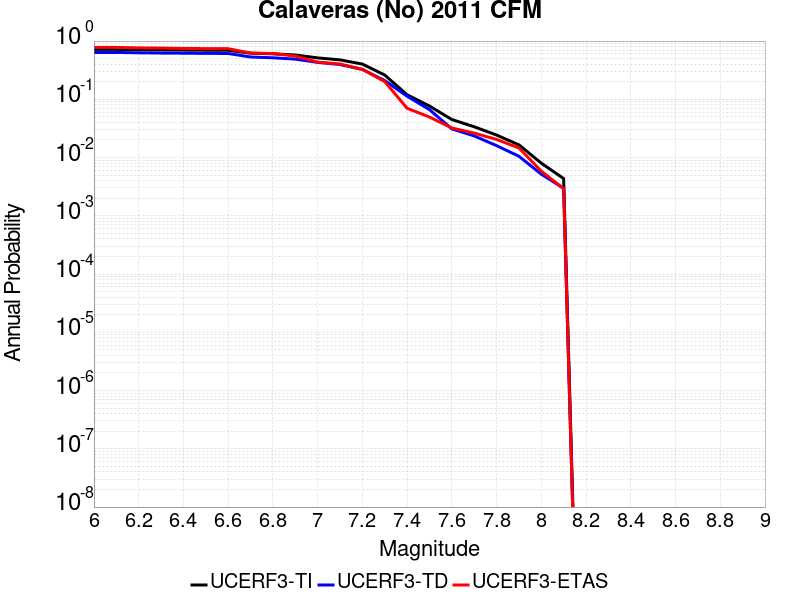 Calaveras (No) 2011 CFM
10^0
10^-1
10^-2
10^-3
10^-4
10^-5
10^-6
10^-7
10^-8
Annual Probability
6 6.2 6.4 6.6 6.8 7 7.2 7.4 7.6 7.8 8 8.2 8.4 8.6 8.8 9
Magnitude
UCERF3-TI UCERF3-TD UCERF3-ETAS